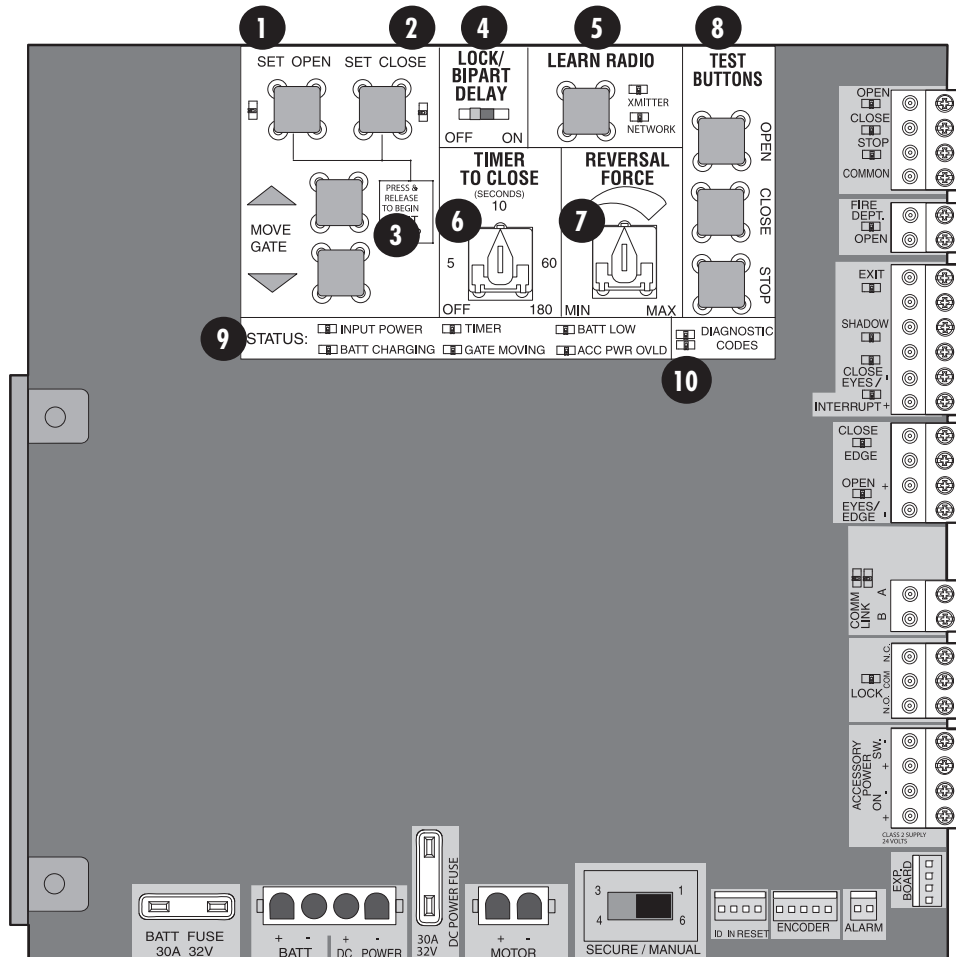 1
2
4
5
8
SET OPEN
SET CLOSE
LOCK/
BIPART
DELAY
OFF
ON
LEARN RADIO
XMITTER
NETWORK
TEST
BUTTONS
OPEN
CLOSE
STOP
MOVE
GATE
PRESS &
RELEASE
TO BEGIN
3
TIMER
TO CLOSE
(SECONDS)
10
6
5
60
OFF
180
REVERSAL
FORCE
7
MIN
MAX
9
STATUS:
INPUT POWER
TIMER
BATT LOW
BATT CHARGING
GATE MOVING
ACC PWR OVLD
DIAGNOSTIC
CODES
10
OPEN
CLOSE
STOP
COMMON
FIRE
DEPT.
OPEN
EXIT
SHADOW
CLOSE
EYES/ -
INTERRUPT +
CLOSE
EDGE
OPEN +
EYES/
EDGE -
COMM
LINK
A
B
LOCK
N.C.
COM
N.O.
ACCESSORY
POWER
ON
SW.
-
+
-
+
CLASS 2 SUPPLY
24 VOLTS
EXP.
BOARD
BATT FUSE
30A 32V
+ -
BATT
+ -
DC POWER
DC POWER FUSE
30A
32V
+ -
MOTOR
3
1
4
6
SECURE / MANUAL
ID IN RESET
ENCODER
ALARM